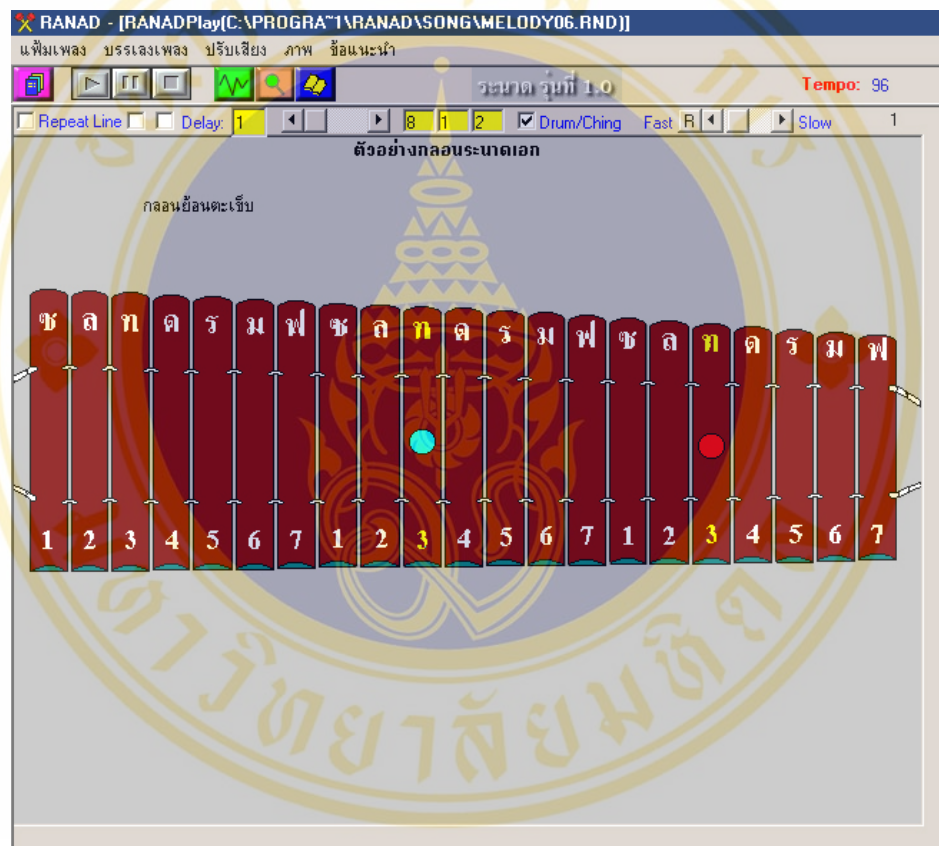 RANAD - [RANADPlay(C:\PROGRA~1\RANAD\SONG\MELODY06.RND)]
แฟ้มเพลง บรรเลงเพลง ปรับเสียง ภาพ ข้อแนะนำ
ระนาด รุ่นที่ 1.0 Tempo: 96
Repeat Line Delay: 1 8 1 2 Drum/Ching Fast R Slow 1
ตัวอย่างกลอนระนาดเอก
กลอนย้อนตะเข็บ
ซ ล ท ด ร ม ฟ ซ ล ท ด ร ม ฟ ซ ล ท ด ร ม ฟ
1 2 3 4 5 6 7 1 2 3 4 5 6 7 1 2 3 4 5 6 7